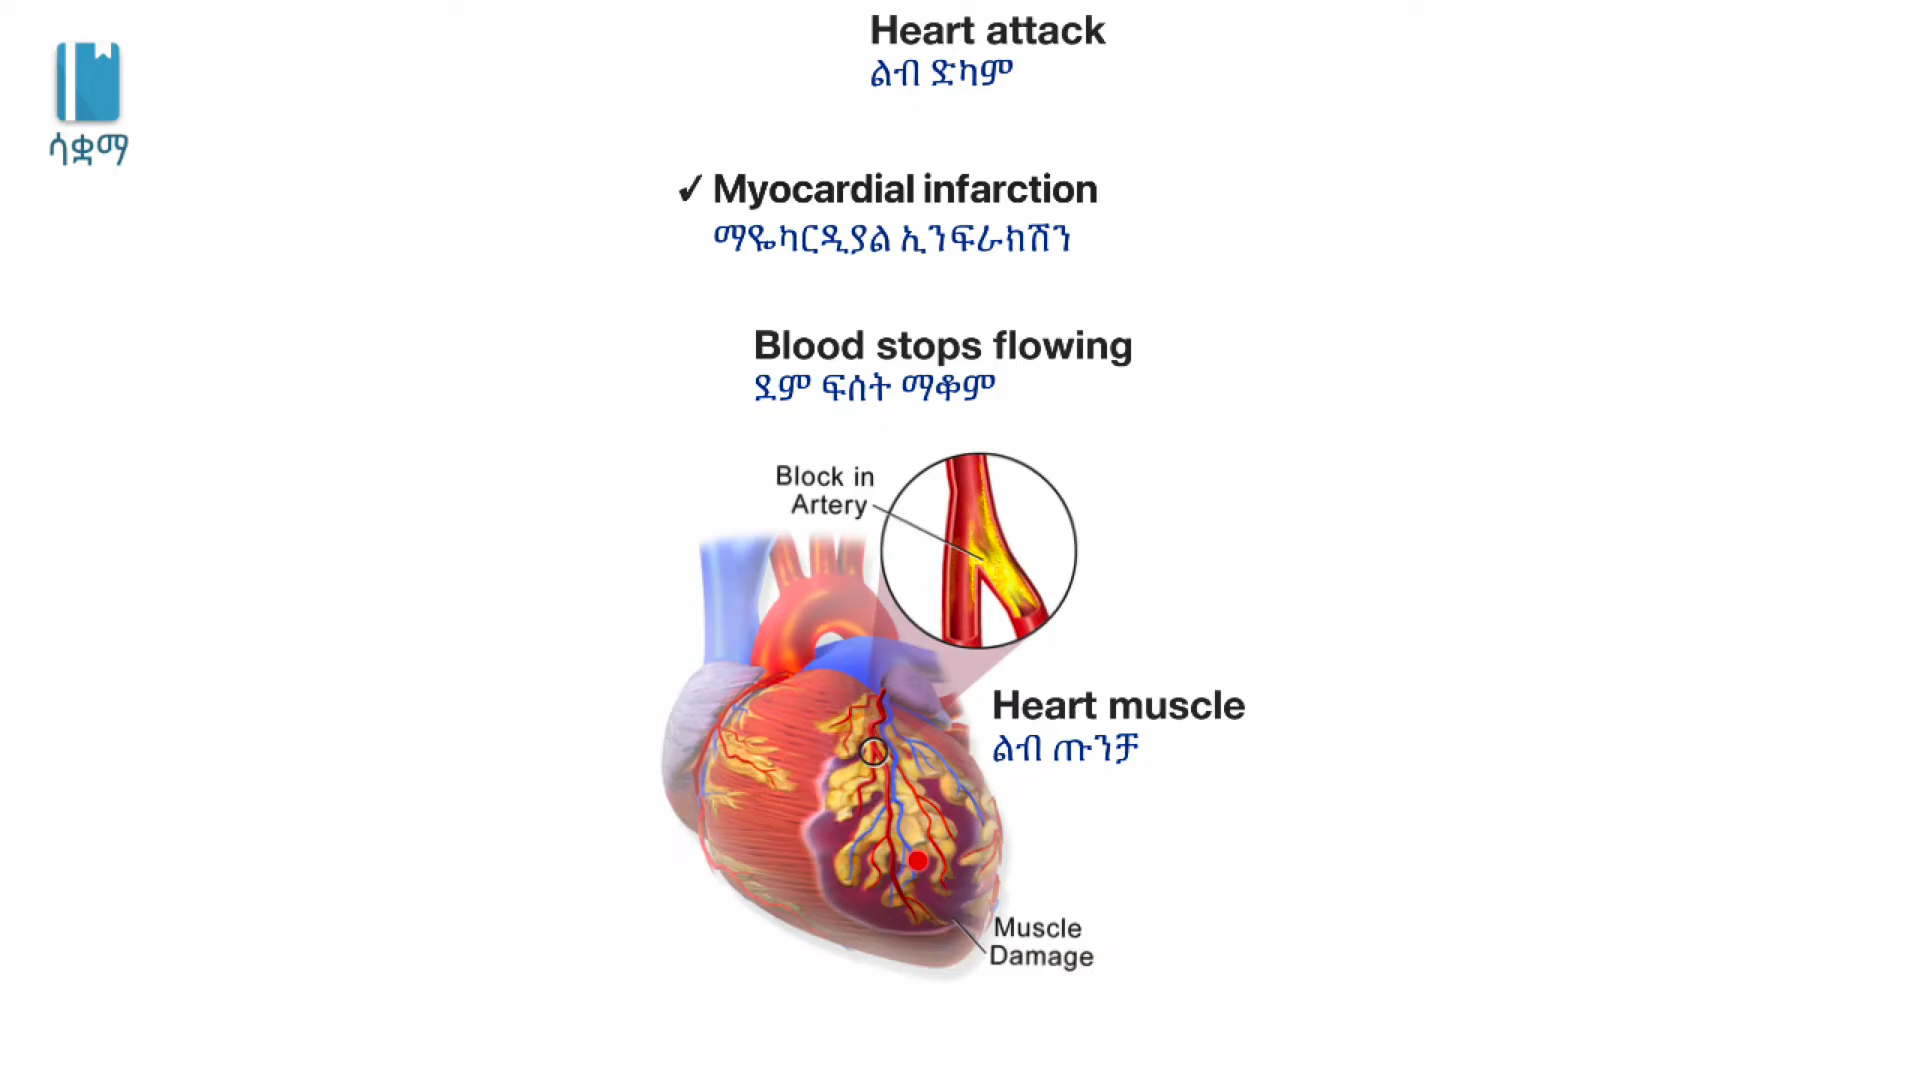 ሳቋማ
Heart attack
ልብ ድካም
✓ Myocardial infarction
ማዬካርዲያል ኢንፍራክሽን
Blood stops flowing
ደም ፍሰት ማቆም
Block in
Artery
Heart muscle
ልብ ጡንቻ
Muscle
Damage